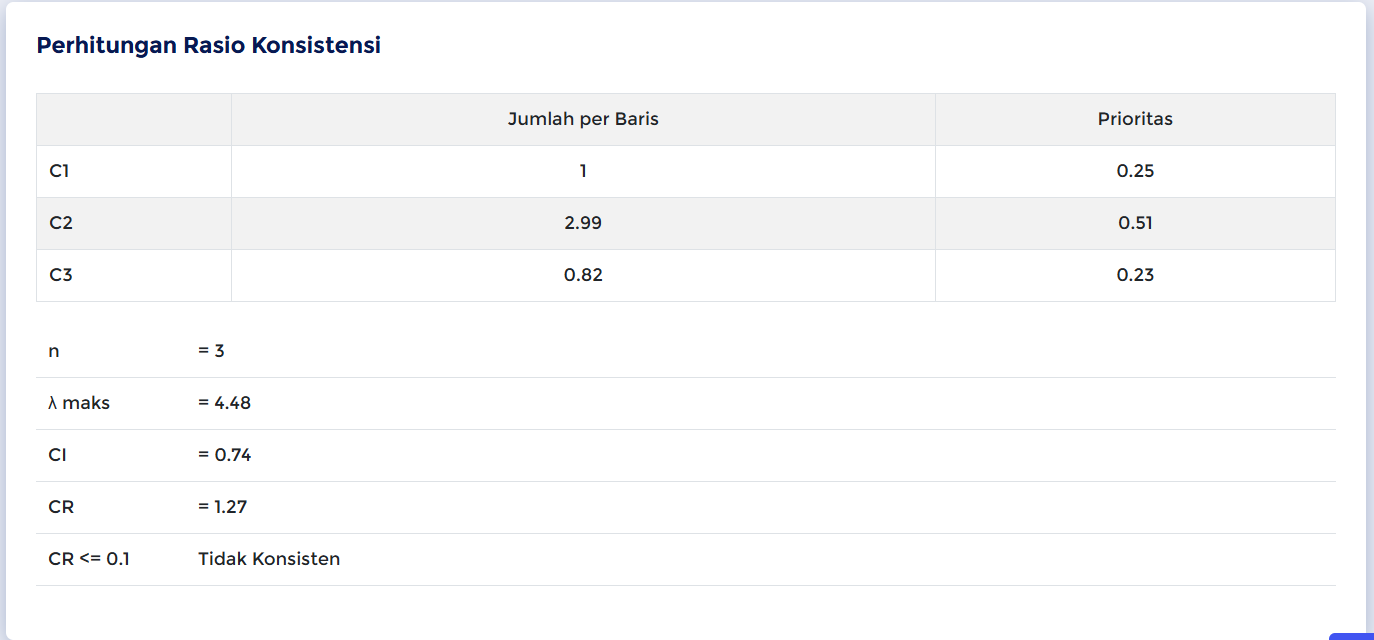 Perhitungan Rasio Konsistensi
Jumlah per Baris Prioritas
C1 1 0.25
C2 2.99 0.51
C3 0.82 0.23
n = 3
λ maks = 4.48
CI = 0.74
CR = 1.27
CR <= 0.1 Tidak Konsisten